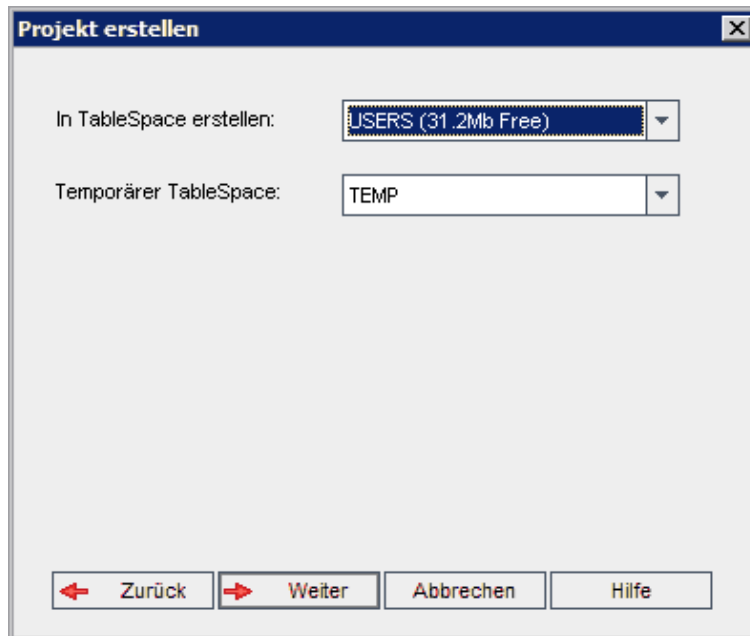 Projekt erstellen
In TableSpace erstellen: USERS (31.2Mb Free)
Temporärer TableSpace: TEMP
Zurück Weiter Abbrechen Hilfe